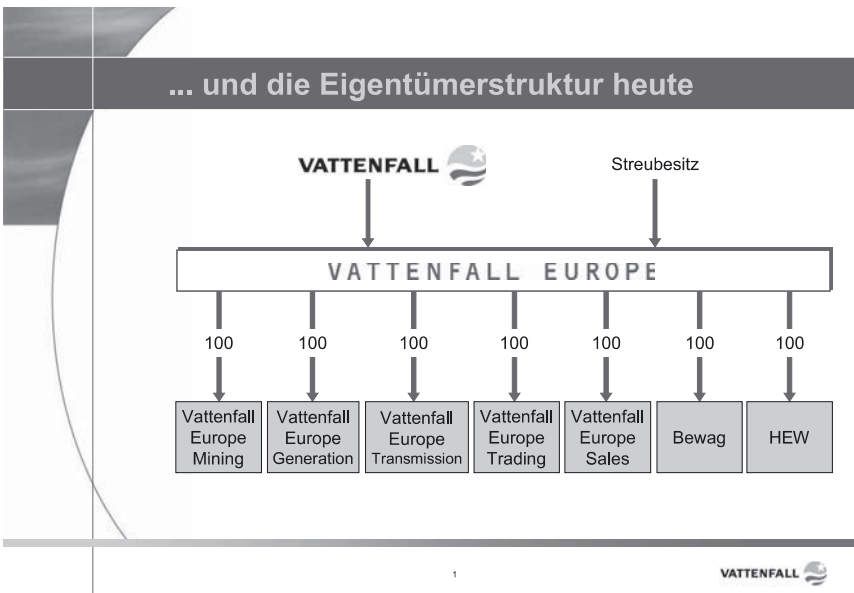 ... und die Eigentümerstruktur heute
VATTENFALL
Streubesitz
VATTENFALL EUROPE
100 100 100 100 100 100 100
Vattenfall Europe Mining
Vattenfall Europe Generation
Vattenfall Europe Transmission
Vattenfall Europe Trading
Vattenfall Europe Sales
Bewag
HEW
1
VATTENFALL